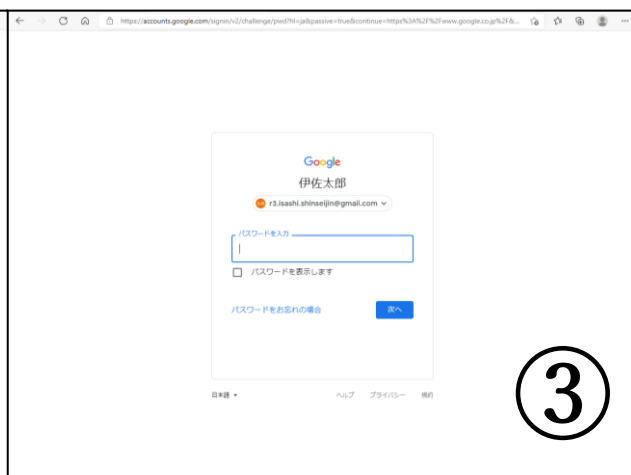 https://accounts.google.com/signin/v2/challenge/pwd?hl=ja&passive=true&continue=https%3A%2F%2Fwww.google.co.jp%2F&...
Google
伊佐太郎
r3.isashi.shinseijin@gmail.com
パスワードを入力
パスワードを表示します
パスワードをお忘れの場合
次へ
日本語
ヘルプ プライバシー 規約
③